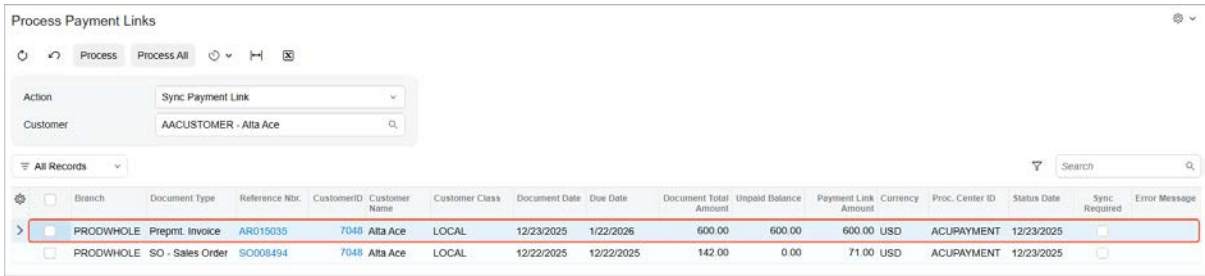 Process Payment Links
Process Process All
Action Sync Payment Link
Customer AACUSTOMER - Alta Ace
All Records Search
Branch Document Type Reference Nbr. CustomerID Customer Name Customer Class Document Date Due Date Document Total Amount Unpaid Balance Payment Link Amount Currency Proc. Center ID Status Date Sync Required Error Message
PRODWHOLE Prepmt. Invoice AR015035 7048 Alta Ace LOCAL 12/23/2025 1/22/2026 600.00 600.00 600.00 USD ACUPAYMENT 12/23/2025
PRODWHOLE SO - Sales Order SO008494 7048 Alta Ace LOCAL 12/22/2025 12/22/2025 142.00 0.00 71.00 USD ACUPAYMENT 12/23/2025